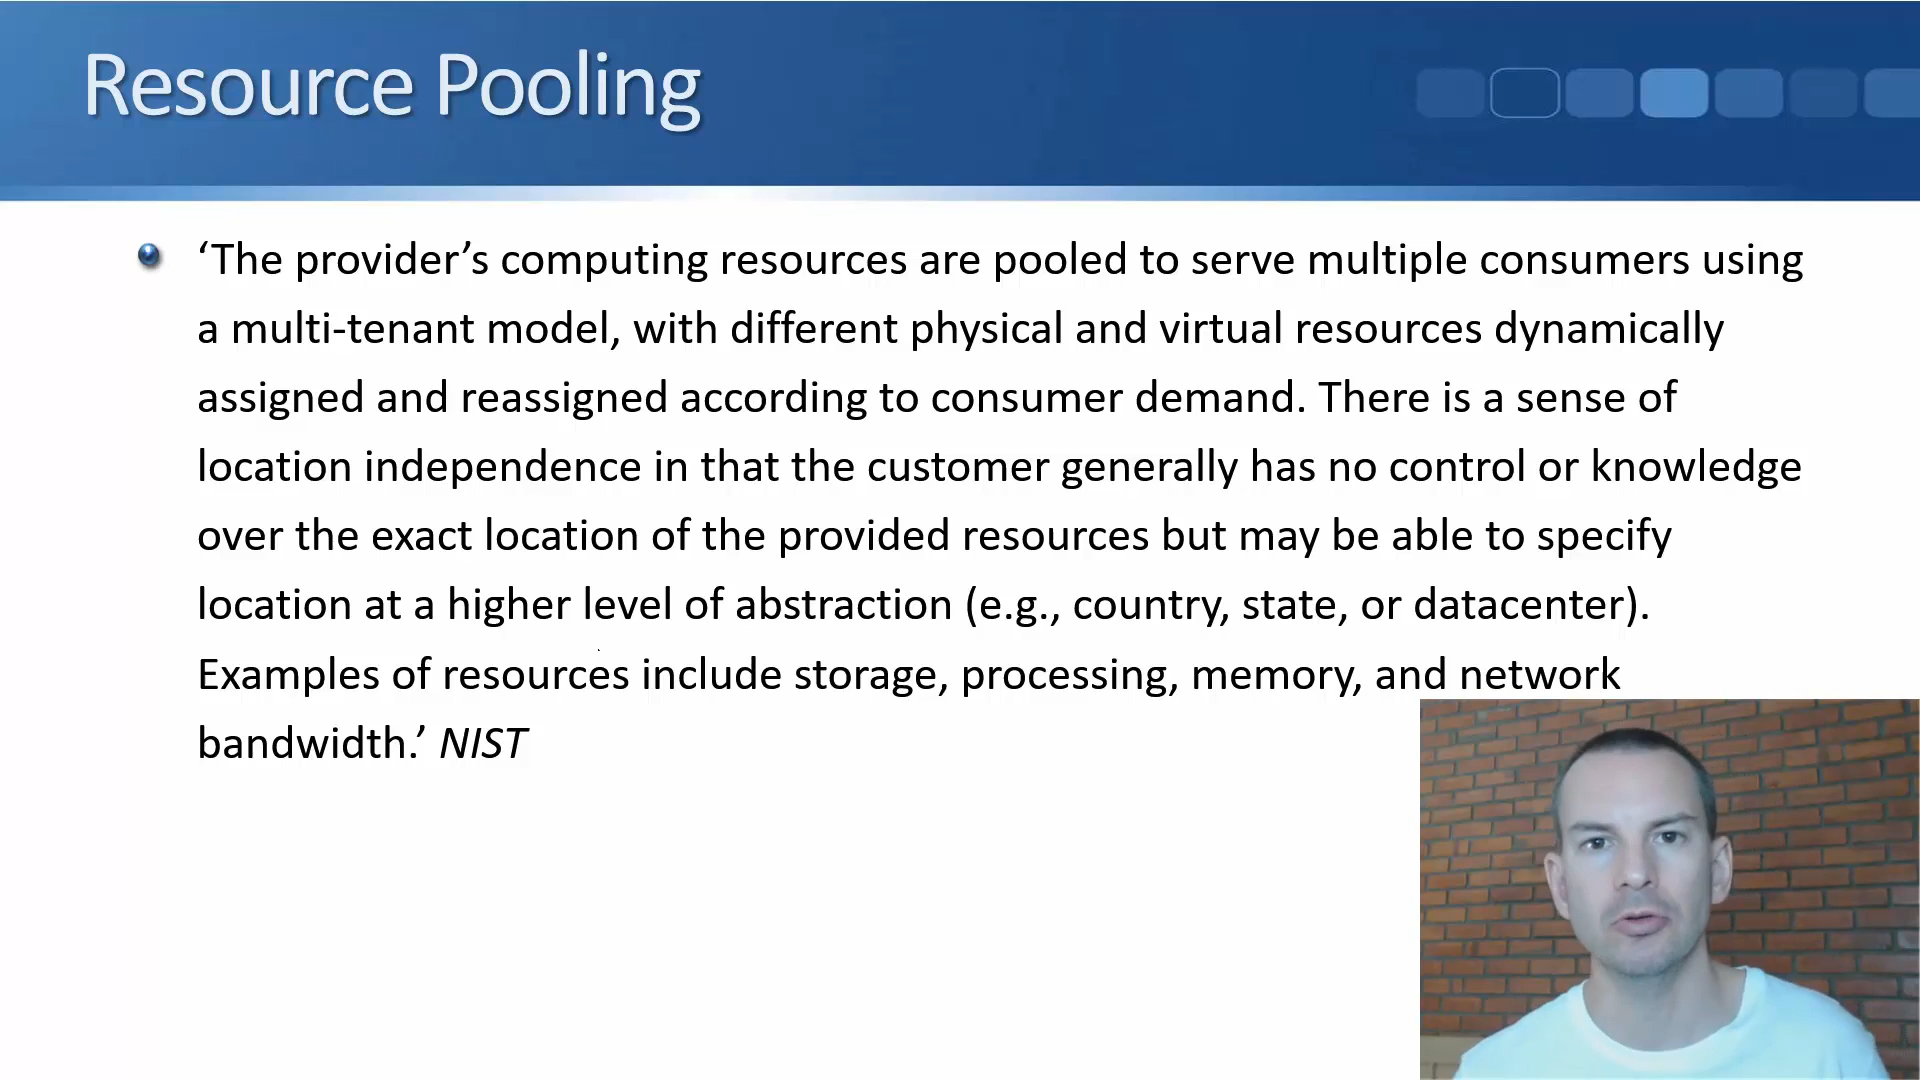 Resource Pooling
‘The provider’s computing resources are pooled to serve multiple consumers using
a multi-tenant model, with different physical and virtual resources dynamically
assigned and reassigned according to consumer demand. There is a sense of
location independence in that the customer generally has no control or knowledge
over the exact location of the provided resources but may be able to specify
location at a higher level of abstraction (e.g., country, state, or datacenter).
Examples of resources include storage, processing, memory, and network
bandwidth.’ NIST